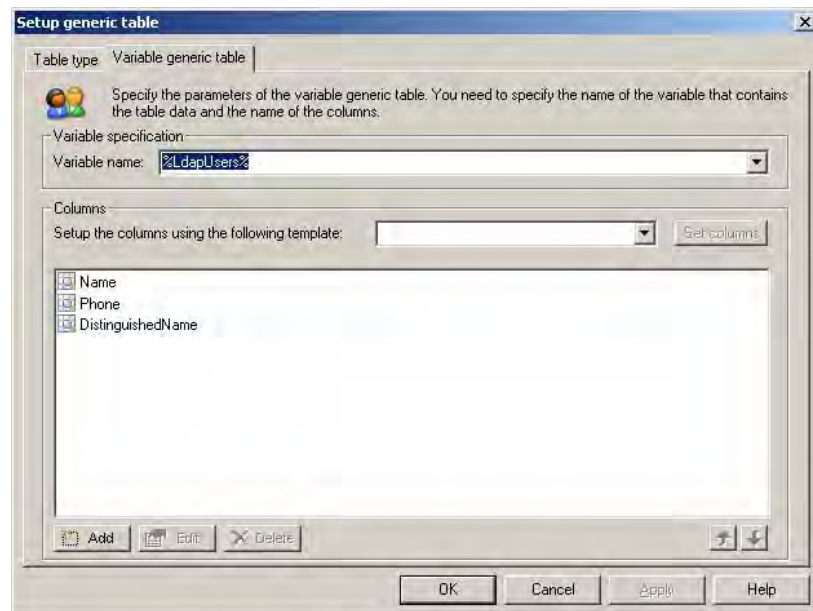 Setup generic table
Table type Variable generic table
Specify the parameters of the variable generic table. You need to specify the name of the variable that contains
the table data and the name of the columns.
Variable specification
Variable name: %LdapUsers%
Columns
Setup the columns using the following template: Set columns
Name
Phone
DistinguishedName
Add Edit Delete
OK Cancel Apply Help